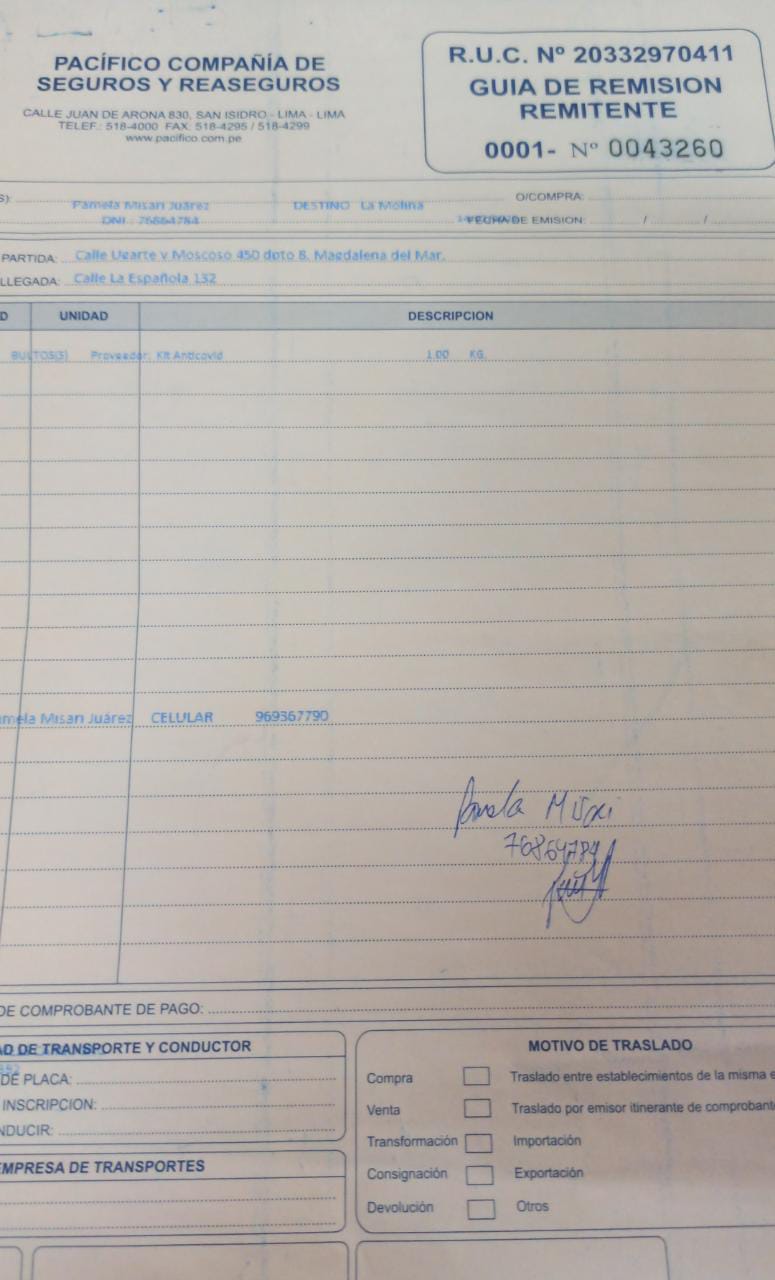 PACÍFICO COMPAÑÍA DE
SEGUROS Y REASEGUROS
CALLE JUAN DE ARONA 830, SAN ISIDRO - LIMA - LIMA
TELEF.: 518-4000 FAX: 518-4295 / 518-4299
www.pacifico.com.pe
R.U.C. Nº 20332970411
GUIA DE REMISION
REMITENTE
0001- Nº 0043260
S): Pamela Misari Juárez DESTINO La Molina O/COMPRA:
DNI.: 76864784 FECHA DE EMISION: / /
PARTIDA: Calle Ugarte y Moscoso 450 dpto 8. Magdalena del Mar.
LLEGADA: Calle La Española 132
D UNIDAD DESCRIPCION
BULTOS(S) Proveedor: Kit Anticovid 1.00 KG.
mela Misari Juárez CELULAR 969367790
Pamela Misari
76864784
DE COMPROBANTE DE PAGO:
AD DE TRANSPORTE Y CONDUCTOR
DE PLACA:
INSCRIPCION:
NDUCIR:
EMPRESA DE TRANSPORTES
MOTIVO DE TRASLADO
Compra Traslado entre establecimientos de la misma e
Venta Traslado por emisor itinerante de comprobant
Transformación Importación
Consignación Exportación
Devolución Otros